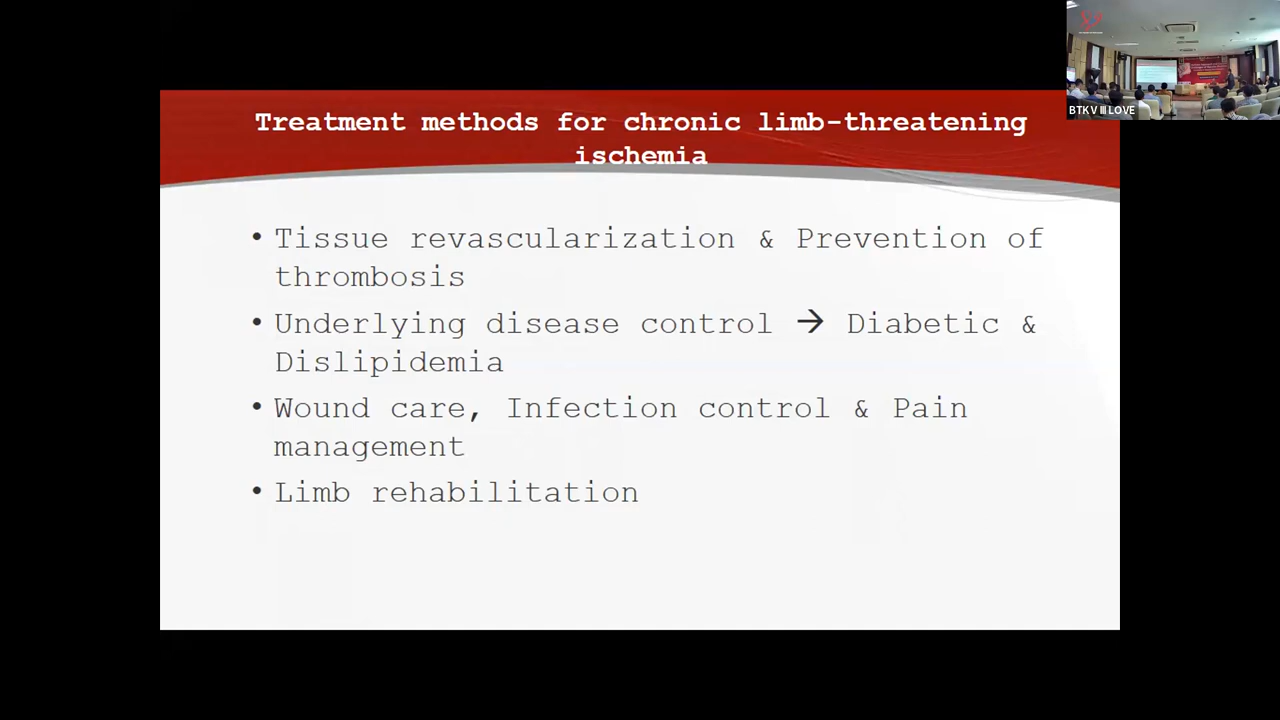 Treatment methods for chronic limb-threatening
ischemia
• Tissue revascularization & Prevention of
thrombosis
• Underlying disease control → Diabetic &
Dislipidemia
• Wound care, Infection control & Pain
management
• Limb rehabilitation
BTKV III LOVE